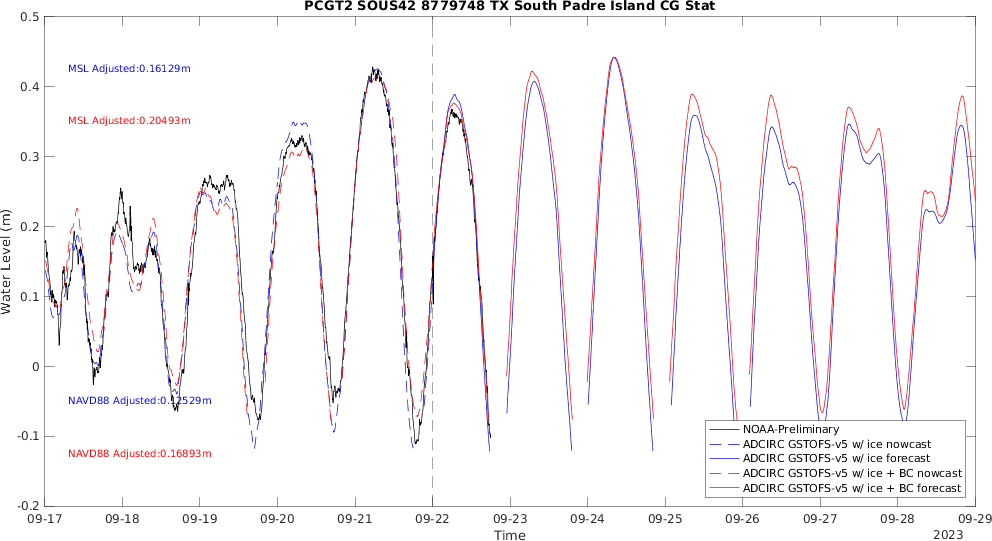 PCGT2 SOUS42 8779748 TX South Padre Island CG Stat
0.5
0.4
0.3
0.2
0.1
0
-0.1
-0.2
Water Level (m)
MSL Adjusted:0.16129m
MSL Adjusted:0.20493m
NAVD88 Adjusted:0.12529m
NAVD88 Adjusted:0.16893m
NOAA-Preliminary
ADCIRC GSTOFS-v5 w/ ice nowcast
ADCIRC GSTOFS-v5 w/ ice forecast
ADCIRC GSTOFS-v5 w/ ice + BC nowcast
ADCIRC GSTOFS-v5 w/ ice + BC forecast
09-17 09-18 09-19 09-20 09-21 09-22 09-23 09-24 09-25 09-26 09-27 09-28 09-29
Time
2023